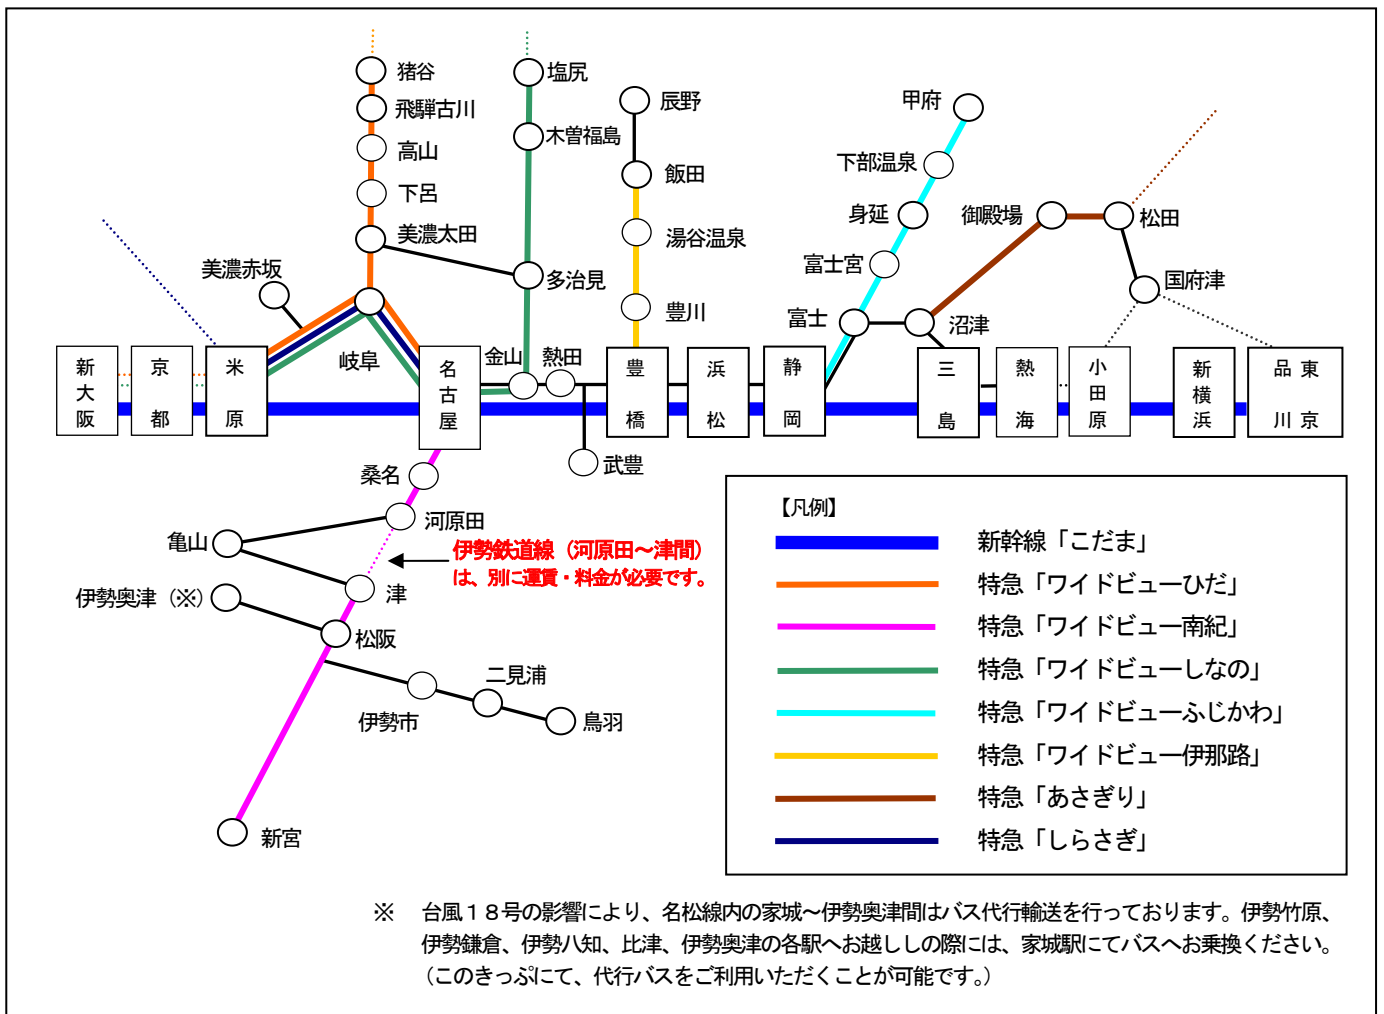 猪谷
飛騨古川
高山
下呂
美濃太田
美濃赤坂
岐阜
塩尻
木曽福島
多治見
金山
熱田
辰野
飯田
湯谷温泉
豊川
甲府
下部温泉
身延
富士宮
富士
沼津
御殿場
松田
国府津
新大阪
京都
米原
名古屋
豊橋
浜松
静岡
三島
熱海
小田原
新横浜
品川
東京
武豊
桑名
河原田
亀山
津
伊勢奥津（※）
松阪
二見浦
伊勢市
鳥羽
新宮
伊勢鉄道線（河原田～津間）
は、別に運賃・料金が必要です。
【凡例】
新幹線「こだま」
特急「ワイドビューひだ」
特急「ワイドビュー南紀」
特急「ワイドビューしなの」
特急「ワイドビューふじかわ」
特急「ワイドビュー伊那路」
特急「あさぎり」
特急「しらさぎ」
※　台風１８号の影響により、名松線内の家城～伊勢奥津間はバス代行輸送を行っております。伊勢竹原、
伊勢鎌倉、伊勢八知、比津、伊勢奥津の各駅へお越ししの際には、家城駅にてバスへお乗換ください。
（このきっぷにて、代行バスをご利用いただくことが可能です。）